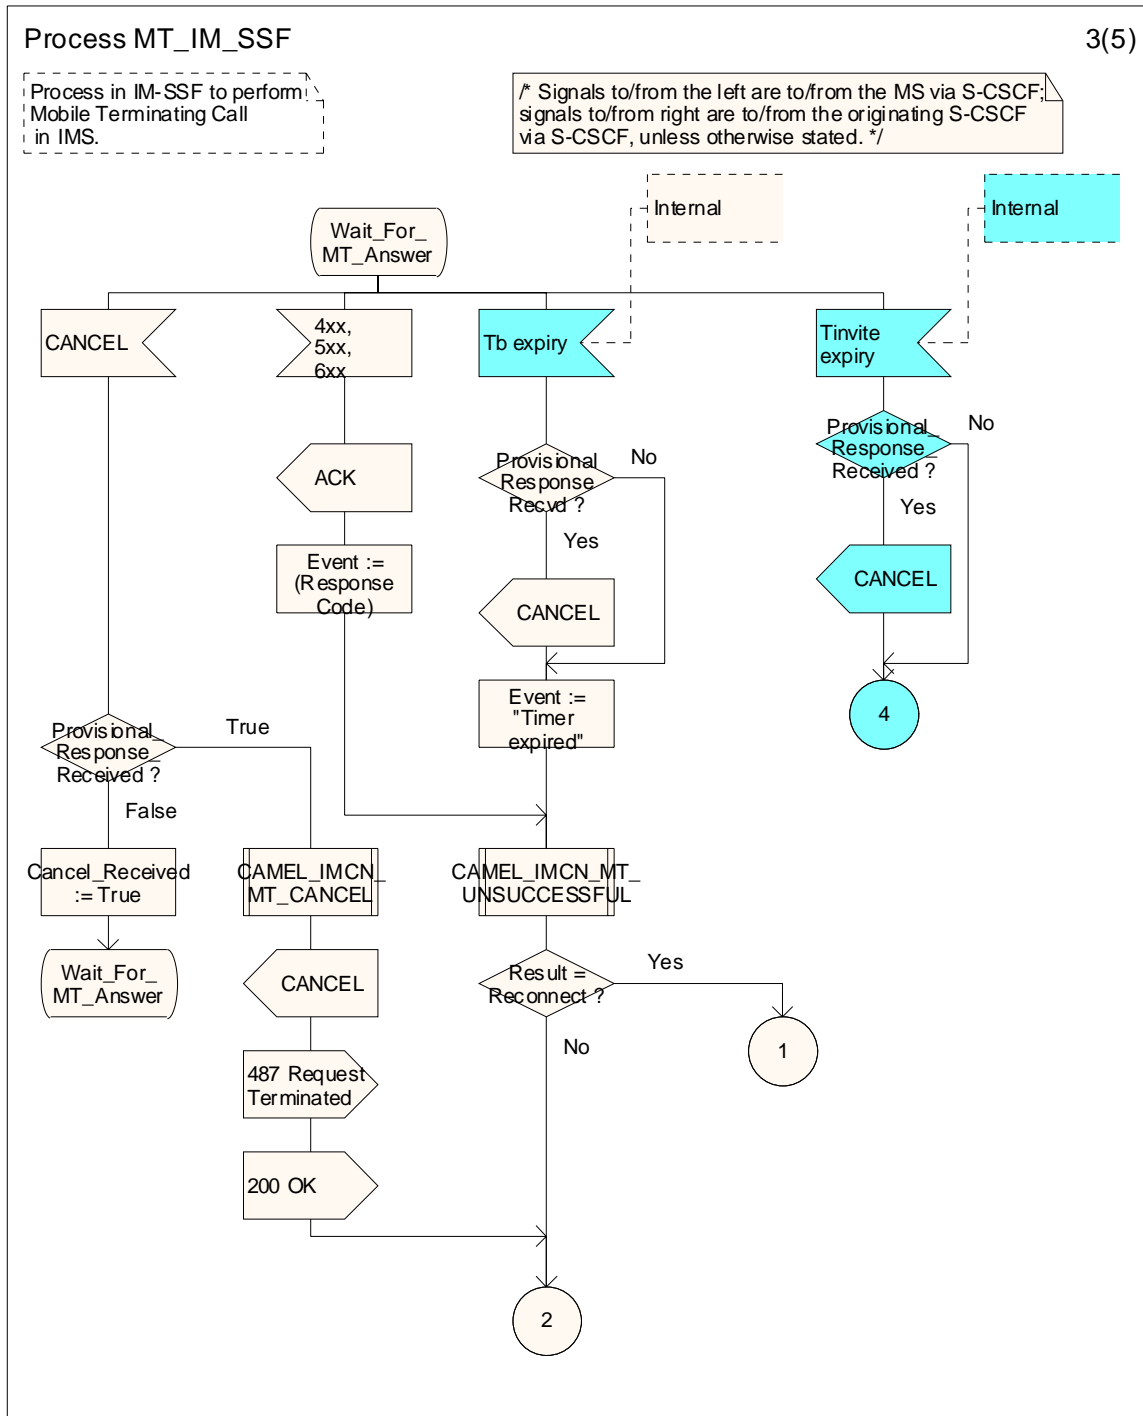 Process MT_IM_SSF
3(5)
Process in IM-SSF to perform
Mobile Terminating Call
in IMS.
/* Signals to/from the left are to/from the MS via S-CSCF;
signals to/from right are to/from the originating S-CSCF
via S-CSCF, unless otherwise stated. */
Internal
Internal
Wait_For_
MT_Answer
CANCEL
4xx,
5xx,
6xx
Tb expiry
Tinvite
expiry
Provisional_
Response_
Received ?
No
Yes
ACK
Provisional
Response
Recvd ?
No
Yes
Event :=
(Response
Code)
CANCEL
CANCEL
Event :=
"Timer
expired"
4
Provisional_
Response_
Received ?
True
False
Cancel_Received
:= True
CAMEL_IMCN_
MT_CANCEL
CAMEL_IMCN_MT_
UNSUCCESSFUL
Wait_For_
MT_Answer
CANCEL
Result =
Reconnect ?
Yes
No
1
487 Request
Terminated
200 OK
2